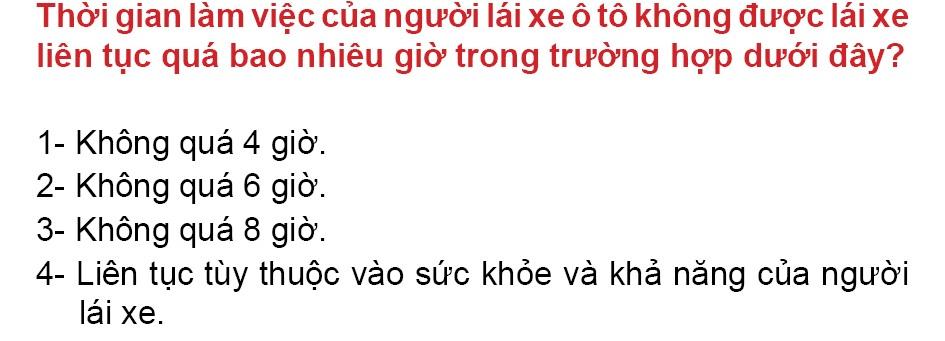 Thời gian làm việc của người lái xe ô tô không được lái xe
liên tục quá bao nhiêu giờ trong trường hợp dưới đây?
1- Không quá 4 giờ.
2- Không quá 6 giờ.
3- Không quá 8 giờ.
4- Liên tục tùy thuộc vào sức khỏe và khả năng của người
lái xe.